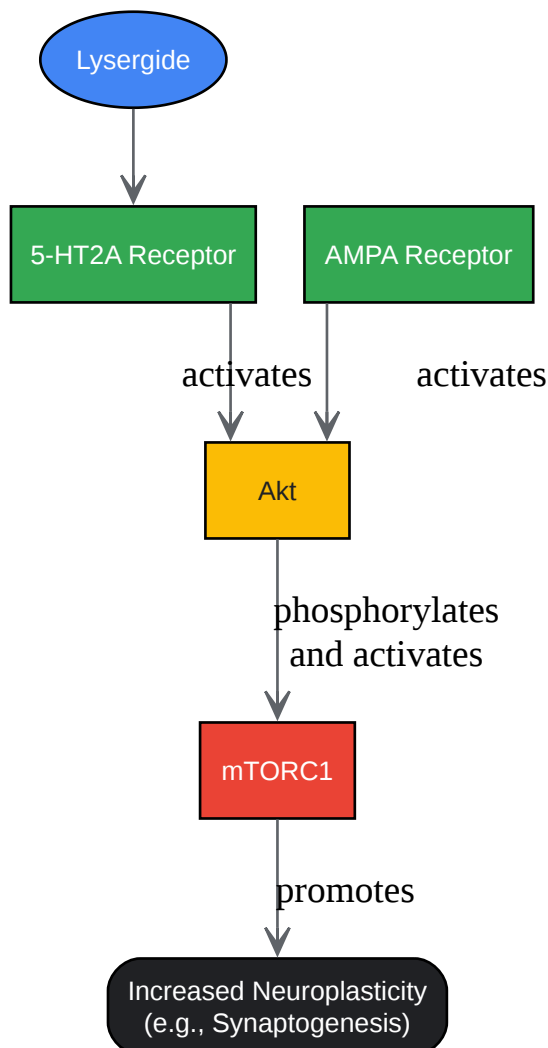 Lysergide
5-HT2A Receptor
AMPA Receptor
activates
activates
Akt
phosphorylates
and activates
mTORC1
promotes
Increased Neuroplasticity
(e.g., Synaptogenesis)